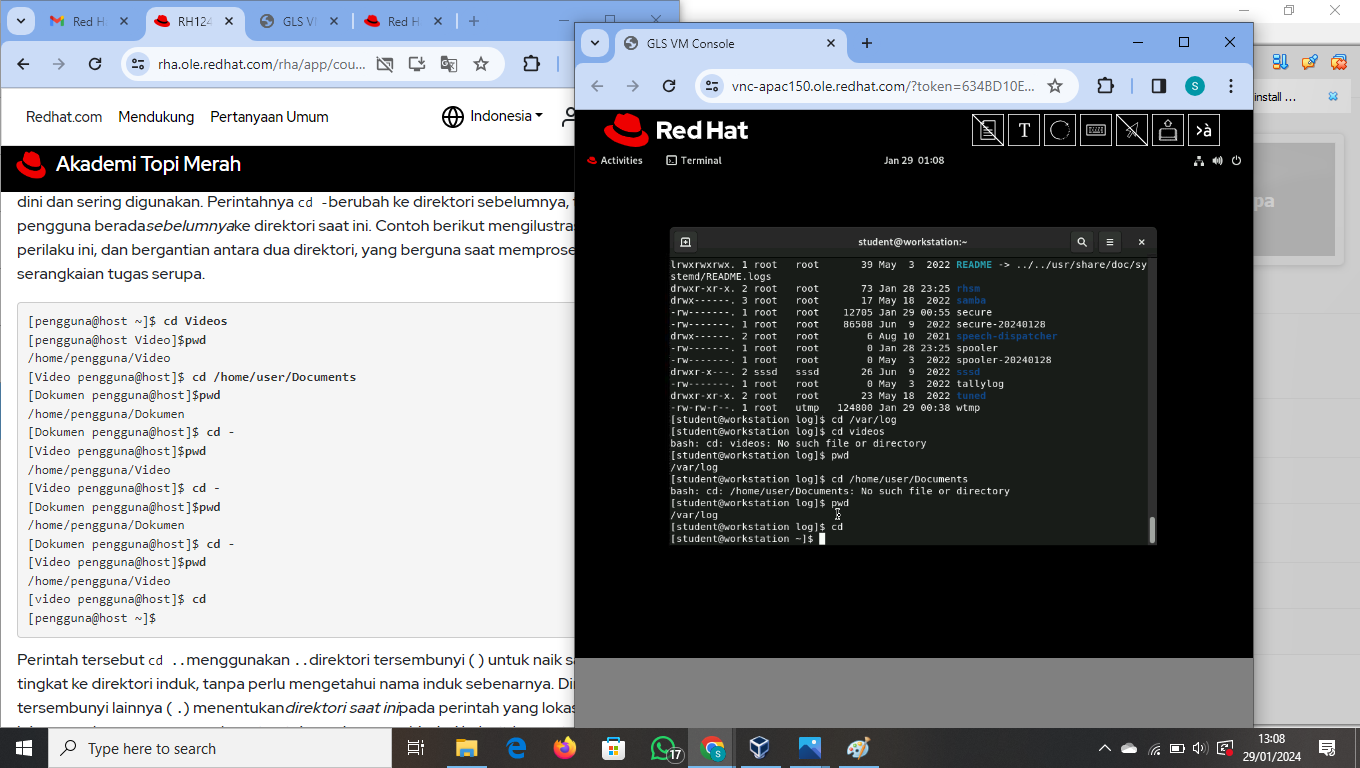 Red H
RH124
GLS V
Red H
rha.ole.redhat.com/rha/app/cou...
Redhat.com
Mendukung
Pertanyaan Umum
Indonesia
Akademi Topi Merah
dini dan sering digunakan. Perintahnya cd -berubah ke direktori sebelumnya,
pengguna beradasebelumnyake direktori saat ini. Contoh berikut mengilustra
perilaku ini, dan bergantian antara dua direktori, yang berguna saat memprose
serangkaian tugas serupa.
[pengguna@host ~]$ cd Videos
[pengguna@host Video]$pwd
/home/pengguna/Video
[Video pengguna@host]$ cd /home/user/Documents
[Dokumen pengguna@host]$pwd
/home/pengguna/Dokumen
[Dokumen pengguna@host]$ cd -
[Video pengguna@host]$pwd
/home/pengguna/Video
[Video pengguna@host]$ cd -
[Dokumen pengguna@host]$pwd
/home/pengguna/Dokumen
[Dokumen pengguna@host]$ cd -
[Video pengguna@host]$pwd
/home/pengguna/Video
[video pengguna@host]$ cd
[pengguna@host ~]$
Perintah tersebut cd ..menggunakan ..direktori tersembunyi ( ) untuk naik sa
tingkat ke direktori induk, tanpa perlu mengetahui nama induk sebenarnya. Di
tersembunyi lainnya ( .) menentukandirektori saat inipada perintah yang lokas
GLS VM Console
vnc-apac150.ole.redhat.com/?token=634BD10E...
S
Red Hat
T
>à
Activities
Terminal
Jan 29 01:08
student@workstation:~
lrwxrwxrwx. 1 root root 39 May 3 2022 README -> ../../usr/share/doc/sy
stemd/README.logs
drwxr-xr-x. 2 root root 73 Jan 28 23:25 rhsm
drwx------. 3 root root 17 May 18 2022 samba
-rw-------. 1 root root 12705 Jan 29 00:55 secure
-rw-------. 1 root root 86508 Jun 9 2022 secure-20240128
drwx------. 2 root root 6 Aug 10 2021 speech-dispatcher
-rw-------. 1 root root 0 Jan 28 23:25 spooler
-rw-------. 1 root root 0 May 3 2022 spooler-20240128
drwxr-x---. 2 sssd sssd 26 Jun 9 2022 sssd
-rw-------. 1 root root 0 May 3 2022 tallylog
drwxr-xr-x. 2 root root 23 May 18 2022 tuned
-rw-rw-r--. 1 root utmp 124800 Jan 29 00:38 wtmp
[student@workstation log]$ cd /var/log
[student@workstation log]$ cd videos
bash: cd: videos: No such file or directory
[student@workstation log]$ pwd
/var/log
[student@workstation log]$ cd /home/user/Documents
bash: cd: /home/user/Documents: No such file or directory
[student@workstation log]$ pwd
/var/log
[student@workstation log]$ cd
[student@workstation ~]$
install ...
pa
Type here to search
17
S
13:08
29/01/2024